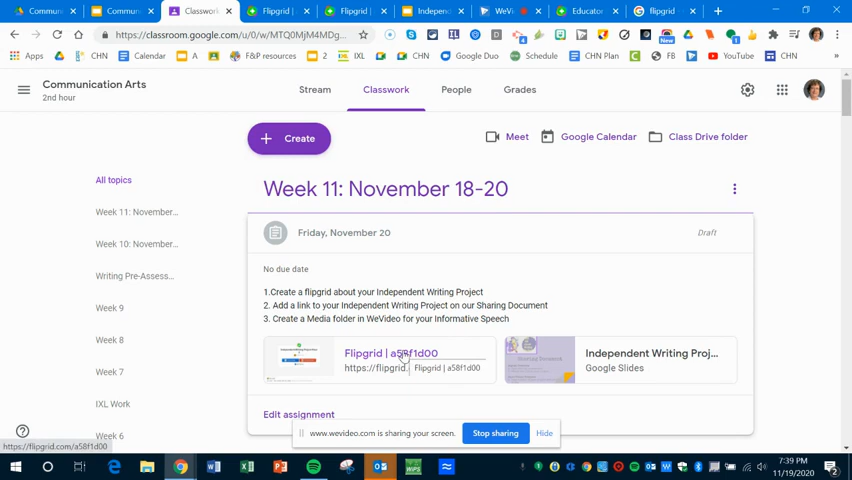 Commun
Commun
Classwork
Flipgrid |
Flipgrid |
Independ
WeVi
Educator
flipgrid
https://classroom.google.com/u/0/w/MTQ0MjM4MDg
Apps
Calendar
F&P resources
2
IXL
CHN
Google Duo
Schedule
CHN Plan
FB
YouTube
CHN
Communication Arts
2nd hour
Stream
Classwork
People
Grades
Create
Meet
Google Calendar
Class Drive folder
All topics
Week 11: November...
Week 10: November...
Writing Pre-Assess...
Week 9
Week 8
Week 7
IXL Work
Week 6
Week 11: November 18-20
Friday, November 20
Draft
No due date
1.Create a flipgrid about your Independent Writing Project
2. Add a link to your Independent Writing Project on our Sharing Document
3. Create a Media folder in WeVideo for your Informative Speech
Flipgrid | a58f1d00
https://flipgrid.
Flipgrid | a58f1d00
Independent Writing Proj...
Google Slides
Edit assignment
www.wevideo.com is sharing your screen.
Stop sharing
Hide
https://flipgrid.com/a58f1d00
7:39 PM
11/19/2020